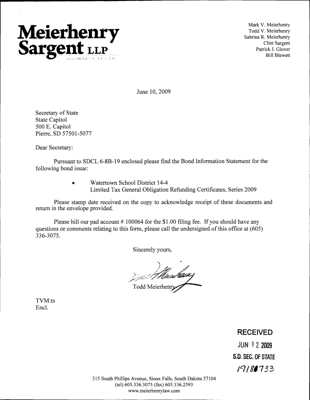 Meierhenry
Sargent LLP
Mark V. Meierhenry
Todd V. Meierhenry
Sabrina R. Meierhenry
Clint Sargent
Patrick J. Glover
Bill Blewett
June 10, 2009
Secretary of State
State Capitol
500 E. Capitol
Pierre, SD 57501-5077
Dear Secretary:
Pursuant to SDCL 6-8B-19 enclosed please find the Bond Information Statement for the
following bond issue:
• Watertown School District 14-4
Limited Tax General Obligation Refunding Certificates, Series 2009
Please stamp date received on the copy to acknowledge receipt of these documents and
return in the envelope provided.
Please bill our pad account # 100064 for the $1.00 filing fee. If you should have any
questions or comments relating to this form, please call the undersigned of this office at (605)
336-3075.
Sincerely yours,
Todd Meierhenry
TVM:ts
Encl.
RECEIVED
JUN 12 2009
S.D. SEC. OF STATE
315 South Phillips Avenue, Sioux Falls, South Dakota 57104
(tel) 605.336.3075 (fax) 605.336.2593
www.meierhenrylaw.com